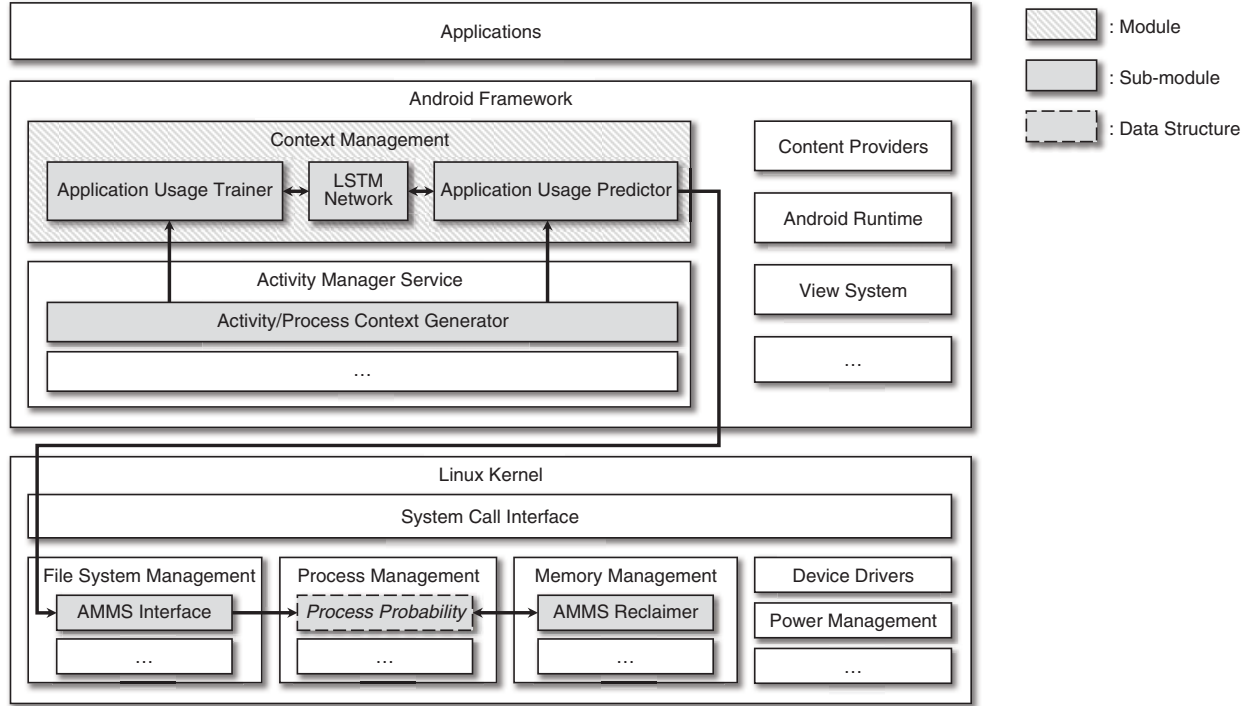 Applications
: Module
: Sub-module
: Data Structure
Android Framework
Context Management
Application Usage Trainer
LSTM
Network
Application Usage Predictor
Content Providers
Android Runtime
View System
...
Activity Manager Service
Activity/Process Context Generator
...
Linux Kernel
System Call Interface
File System Management
AMMS Interface
...
Process Management
Process Probability
...
Memory Management
AMMS Reclaimer
...
Device Drivers
Power Management
...